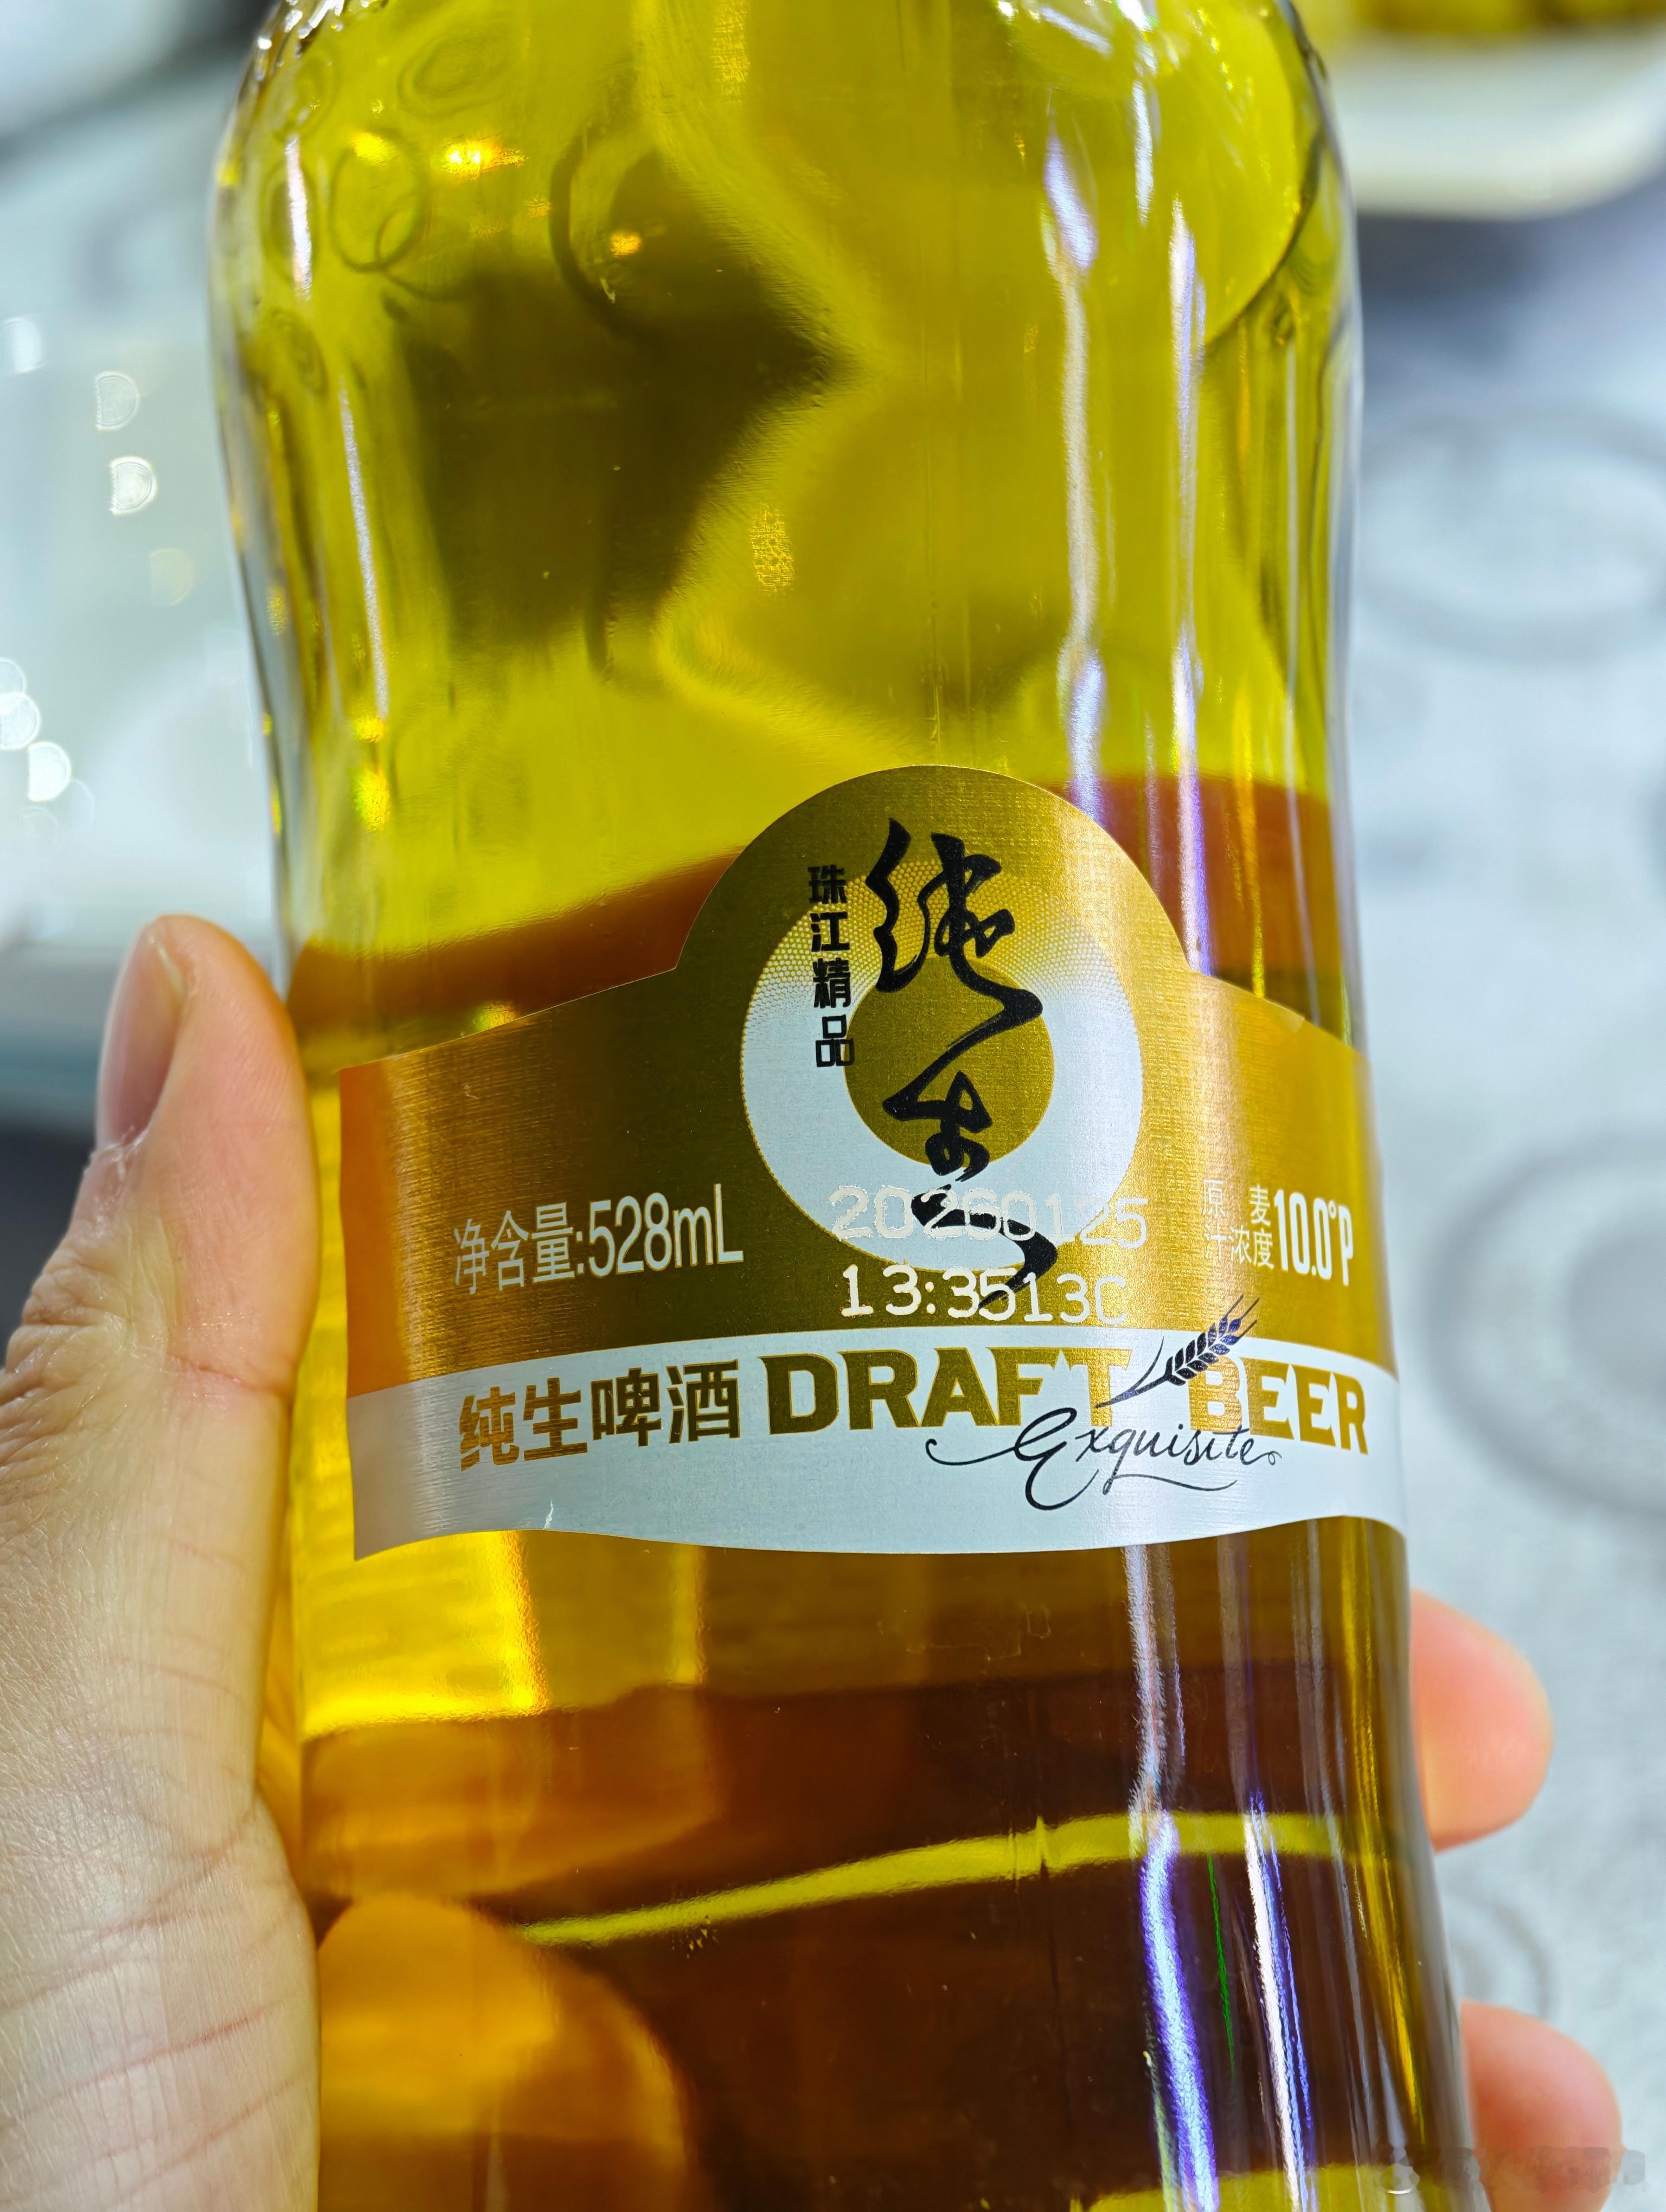 珠江精品
纯生
净含量:528mL
20260125
13:3513C
原麦汁浓度10.0°P
纯生啤酒 DRAFT BEER
Exquisite